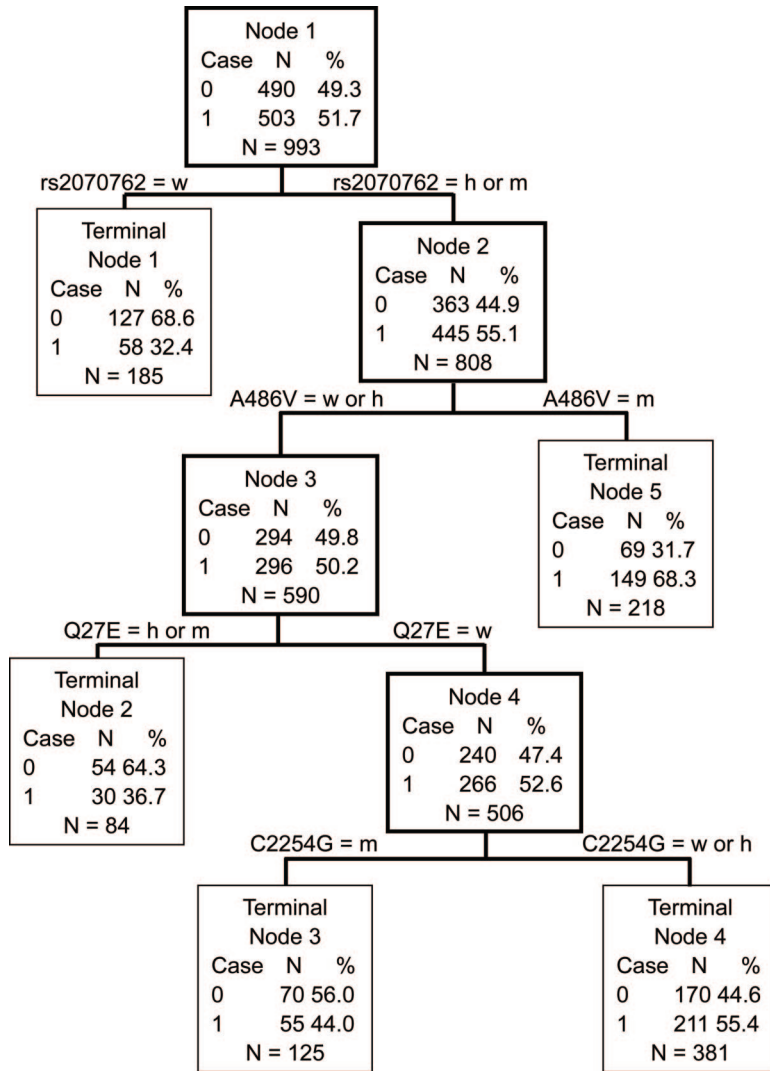 Node 1
Case N %
0 490 49.3
1 503 51.7
N = 993
rs2070762 = w
rs2070762 = h or m
Terminal
Node 1
Case N %
0 127 68.6
1 58 32.4
N = 185
Node 2
Case N %
0 363 44.9
1 445 55.1
N = 808
A486V = w or h
A486V = m
Node 3
Case N %
0 294 49.8
1 296 50.2
N = 590
Terminal
Node 5
Case N %
0 69 31.7
1 149 68.3
N = 218
Q27E = h or m
Q27E = w
Terminal
Node 2
Case N %
0 54 64.3
1 30 36.7
N = 84
Node 4
Case N %
0 240 47.4
1 266 52.6
N = 506
C2254G = m
C2254G = w or h
Terminal
Node 3
Case N %
0 70 56.0
1 55 44.0
N = 125
Terminal
Node 4
Case N %
0 170 44.6
1 211 55.4
N = 381